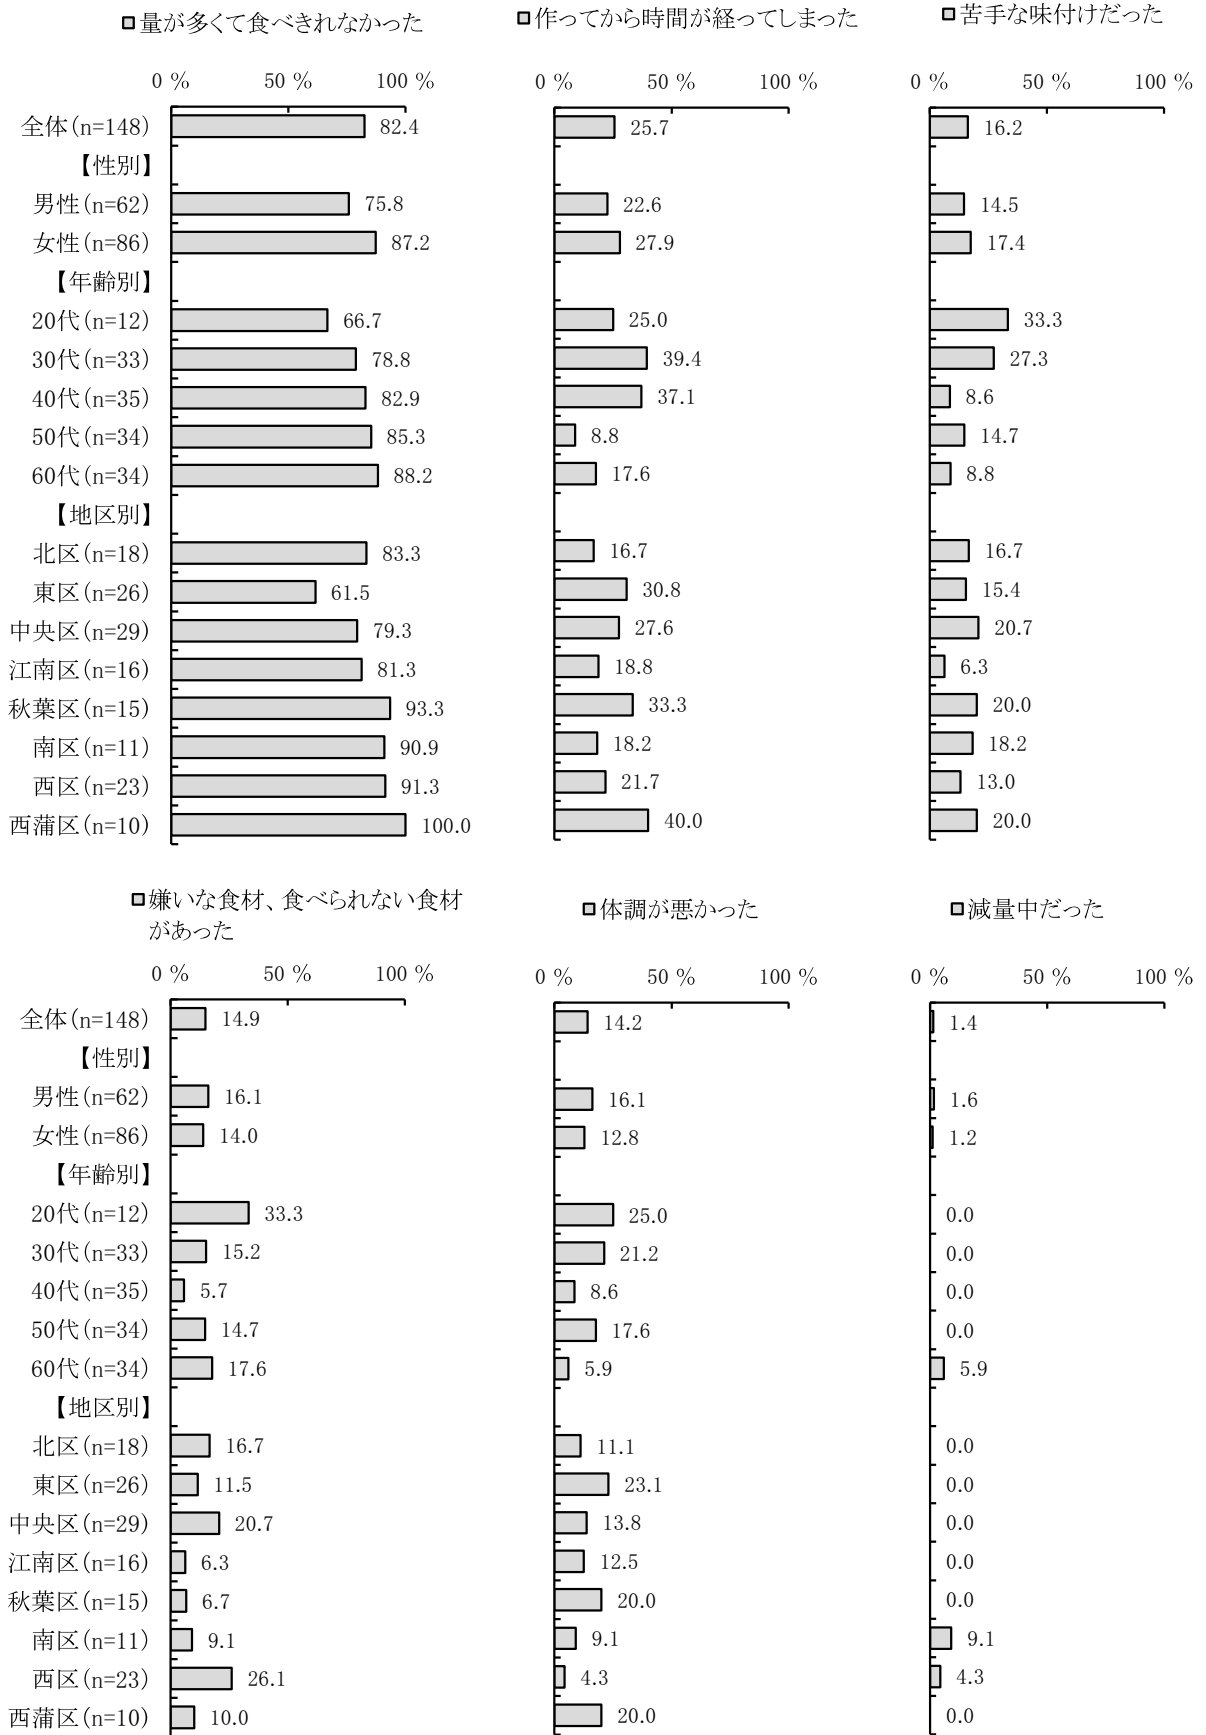 量が多くて食べきれなかった 作ってから時間が経ってしまった 苦手な味付けだった
0 % 50 % 100 % 0 % 50 % 100 % 0 % 50 % 100 %
全体(n=148) 82.4 25.7 16.2
【性別】
男性(n=62) 75.8 22.6 14.5
女性(n=86) 87.2 27.9 17.4
【年齢別】
20代(n=12) 66.7 25.0 33.3
30代(n=33) 78.8 39.4 27.3
40代(n=35) 82.9 37.1 8.6
50代(n=34) 85.3 8.8 14.7
60代(n=34) 88.2 17.6 8.8
【地区別】
北区(n=18) 83.3 16.7 16.7
東区(n=26) 61.5 30.8 15.4
中央区(n=29) 79.3 27.6 20.7
江南区(n=16) 81.3 18.8 6.3
秋葉区(n=15) 93.3 33.3 20.0
南区(n=11) 90.9 18.2 18.2
西区(n=23) 91.3 21.7 13.0
西蒲区(n=10) 100.0 40.0 20.0
嫌いな食材、食べられない食材 体調が悪かった 減量中だった
があった
0 % 50 % 100 % 0 % 50 % 100 % 0 % 50 % 100 %
全体(n=148) 14.9 14.2 1.4
【性別】
男性(n=62) 16.1 16.1 1.6
女性(n=86) 14.0 12.8 1.2
【年齢別】
20代(n=12) 33.3 25.0 0.0
30代(n=33) 15.2 21.2 0.0
40代(n=35) 5.7 8.6 0.0
50代(n=34) 14.7 17.6 0.0
60代(n=34) 17.6 5.9 5.9
【地区別】
北区(n=18) 16.7 11.1 0.0
東区(n=26) 11.5 23.1 0.0
中央区(n=29) 20.7 13.8 0.0
江南区(n=16) 6.3 12.5 0.0
秋葉区(n=15) 6.7 20.0 0.0
南区(n=11) 9.1 9.1 9.1
西区(n=23) 26.1 4.3 4.3
西蒲区(n=10) 10.0 20.0 0.0